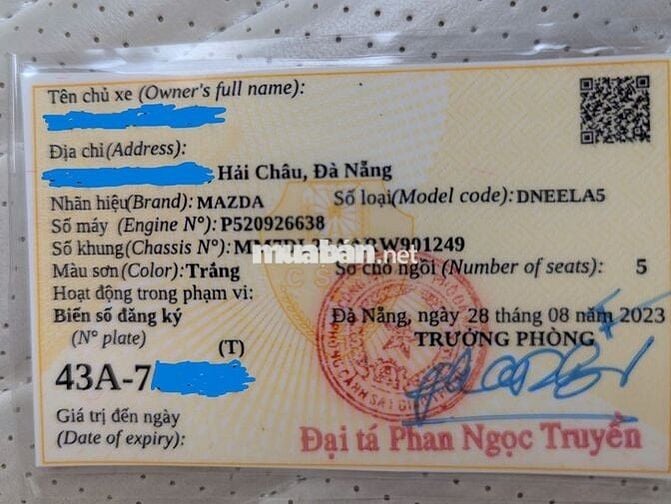 Tên chủ xe (Owner's full name):
Địa chỉ(Address):
Hải Châu, Đà Nẵng
Nhãn hiệu(Brand): MAZDA Số loại(Model code): DNEELA5
Số máy (Engine N°): P520926638
Số khung(Chassis N°): RW901249
Màu sơn(Color): Trắng Số chỗ ngồi (Number of seats): 5
Hoạt động trong phạm vi:
Biển số đăng ký Đà Nẵng, ngày 28 tháng 08 năm 2023
(N° plate) TRƯỞNG PHÒNG
(T)
43A-7
Giá trị đến ngày
(Date of expiry):
Đại tá Phan Ngọc Truyền
muaban.net